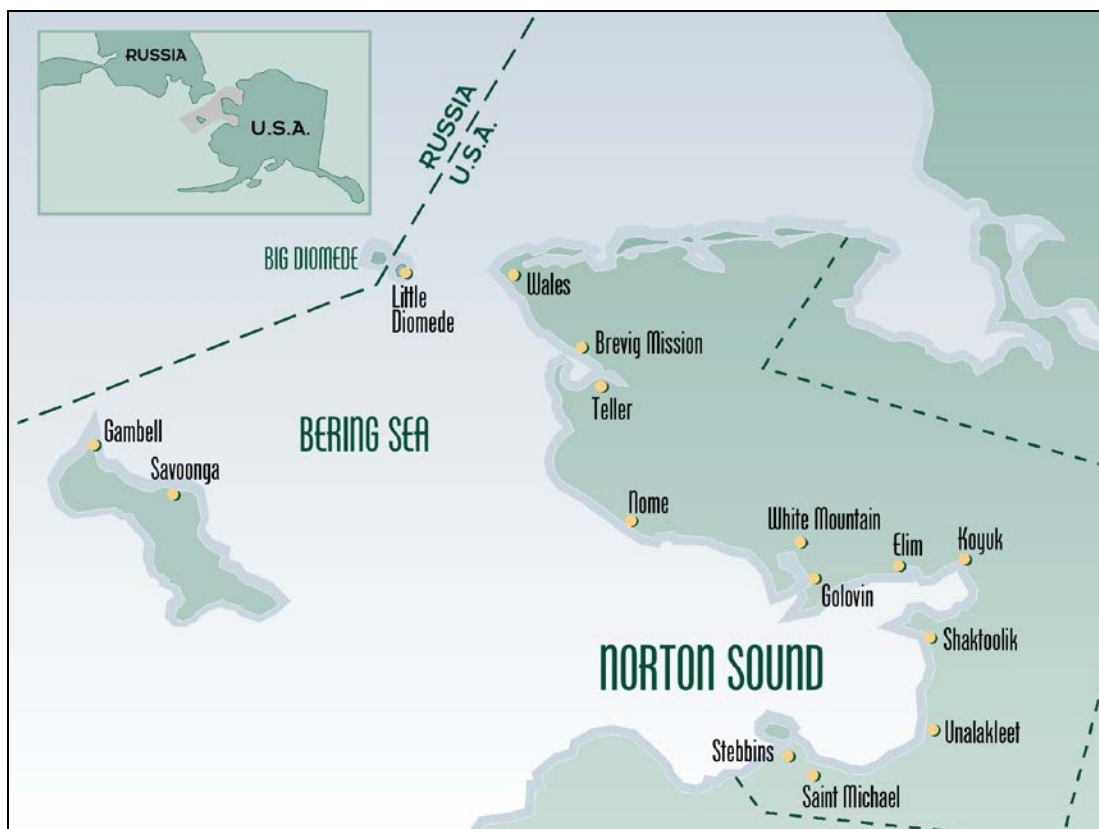 RUSSIA
U.S.A.
RUSSIA
U.S.A.
BIG DIOMEDE
Little
Diomede
Wales
Brevig Mission
Teller
Gambell
BERING SEA
Savoonga
Nome
White Mountain
Elim
Koyuk
Golovin
Shaktoolik
NORTON SOUND
Unalakleet
Stebbins
Saint Michael